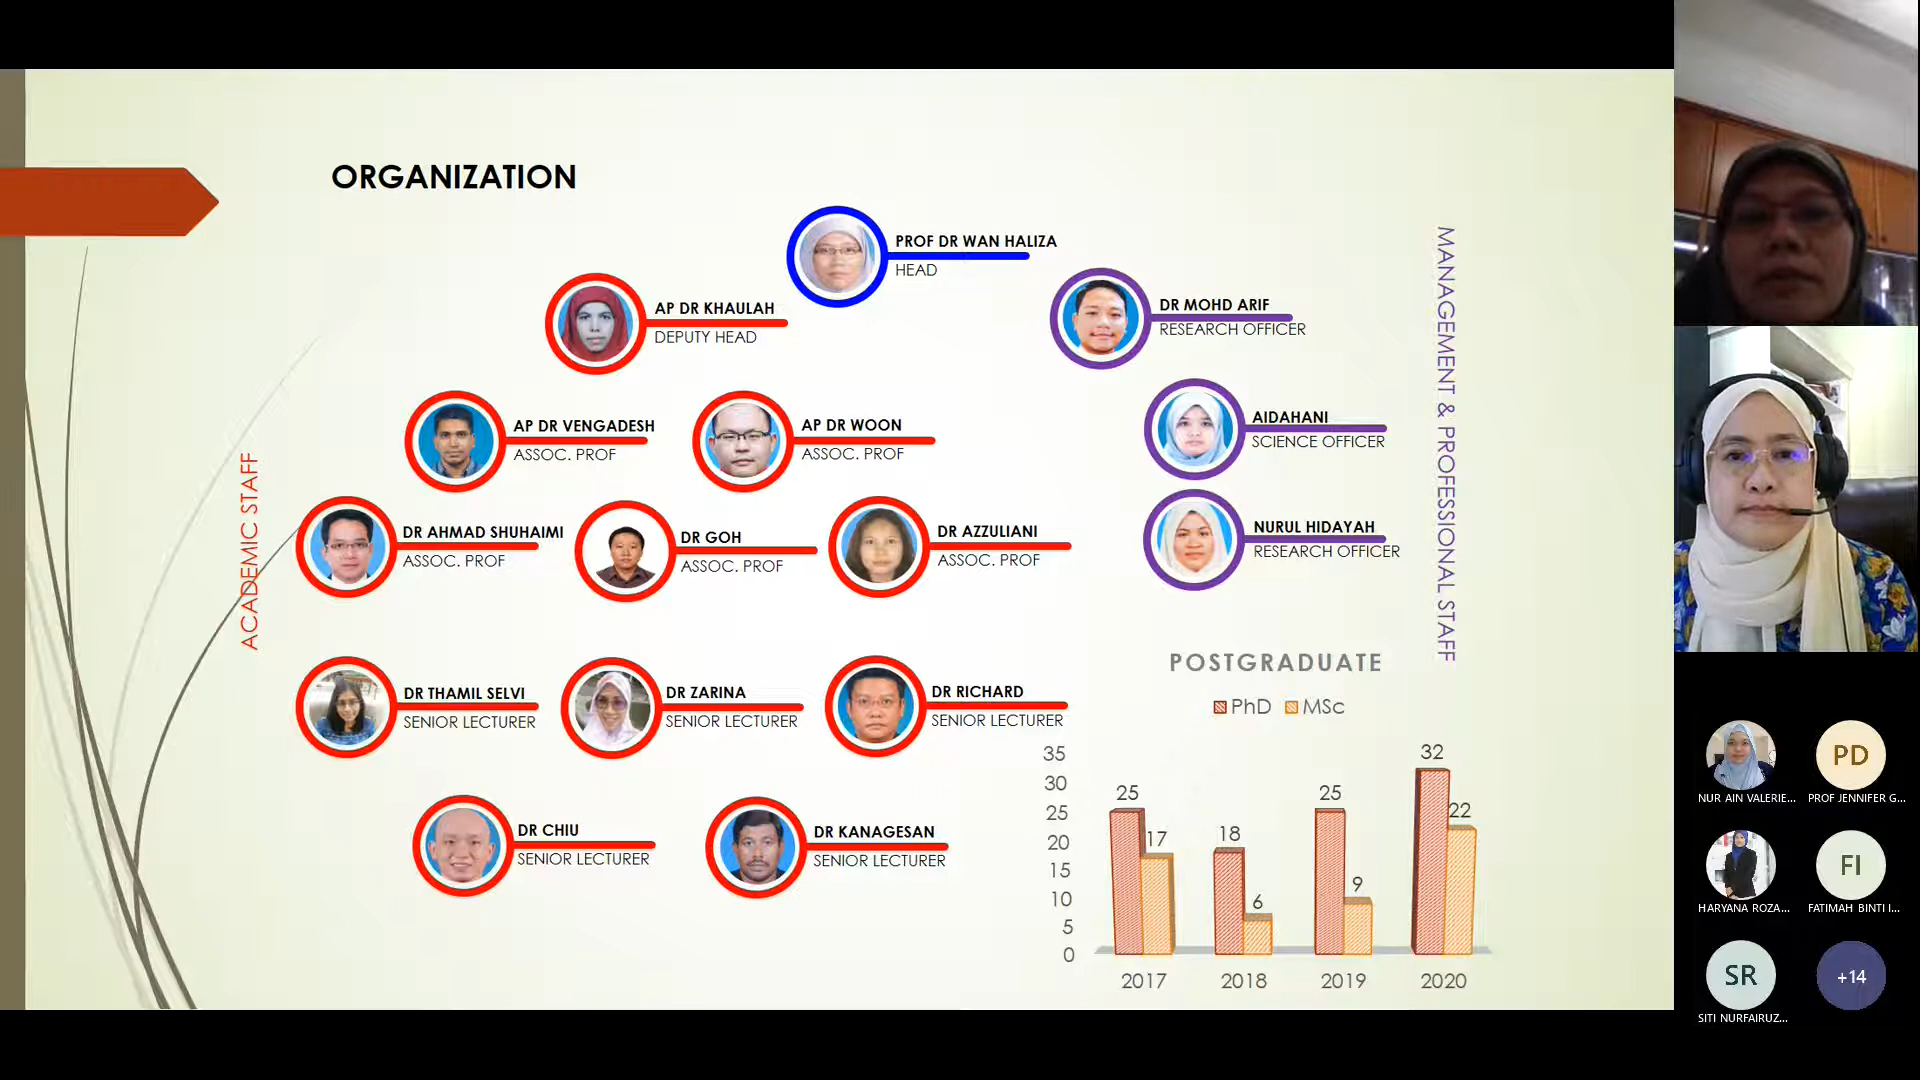 ORGANIZATION
PROF DR WAN HALIZA
HEAD
AP DR KHAULAH
DEPUTY HEAD
DR MOHD ARIF
RESEARCH OFFICER
AP DR VENGADESH
ASSOC. PROF
AP DR WOON
ASSOC. PROF
AIDAHANI
SCIENCE OFFICER
ACADEMIC STAFF
MANAGEMENT & PROFESSIONAL STAFF
DR AHMAD SHUHAIMI
ASSOC. PROF
DR GOH
ASSOC. PROF
DR AZZULIANI
ASSOC. PROF
NURUL HIDAYAH
RESEARCH OFFICER
DR THAMIL SELVI
SENIOR LECTURER
DR ZARINA
SENIOR LECTURER
DR RICHARD
SENIOR LECTURER
DR CHIU
SENIOR LECTURER
DR KANAGESAN
SENIOR LECTURER
POSTGRADUATE
PhD MSc
35
30
25
20
15
10
5
0
25
17
18
6
25
9
32
22
2017 2018 2019 2020
NUR AIN VALERIE...
PD
PROF JENNIFER G...
HARYANA ROZA...
FI
FATIMAH BINTI I...
SR
SITI NURFAIRUZ...
+14